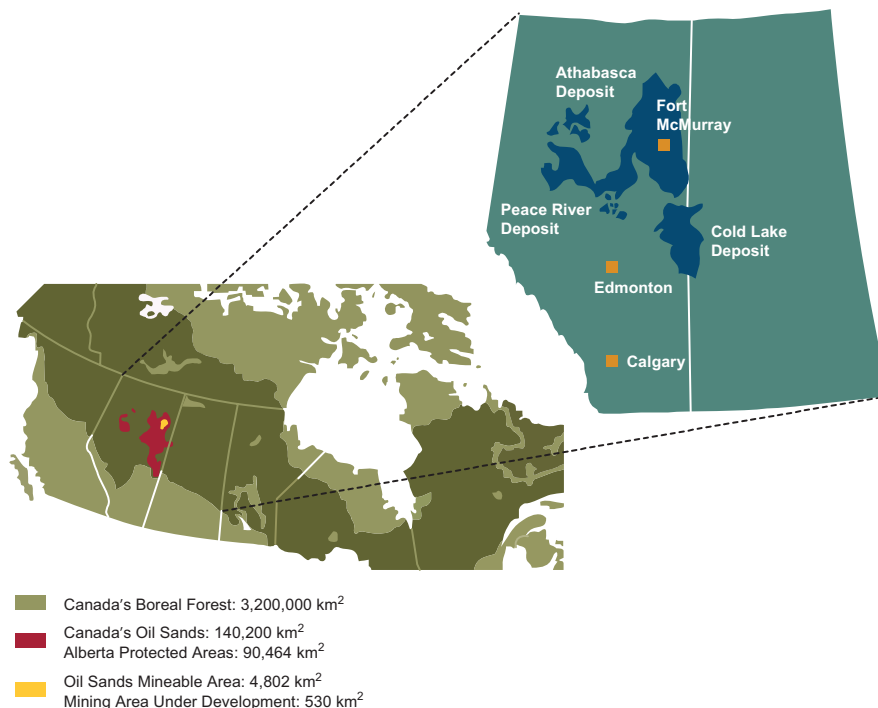 Athabasca
Deposit
Fort
McMurray
Peace River
Deposit
Cold Lake
Deposit
Edmonton
Calgary
Canada's Boreal Forest: 3,200,000 km²
Canada's Oil Sands: 140,200 km²
Alberta Protected Areas: 90,464 km²
Oil Sands Mineable Area: 4,802 km²
Mining Area Under Development: 530 km²